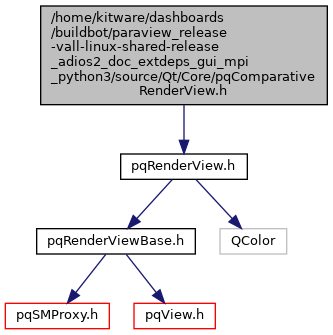 /home/kitware/dashboards
/buildbot/paraview_release
-vall-linux-shared-release
_adios2_doc_extdeps_gui_mpi
_python3/source/Qt/Core/pqComparative
RenderView.h
pqRenderView.h
pqRenderViewBase.h
QColor
pqSMProxy.h
pqView.h